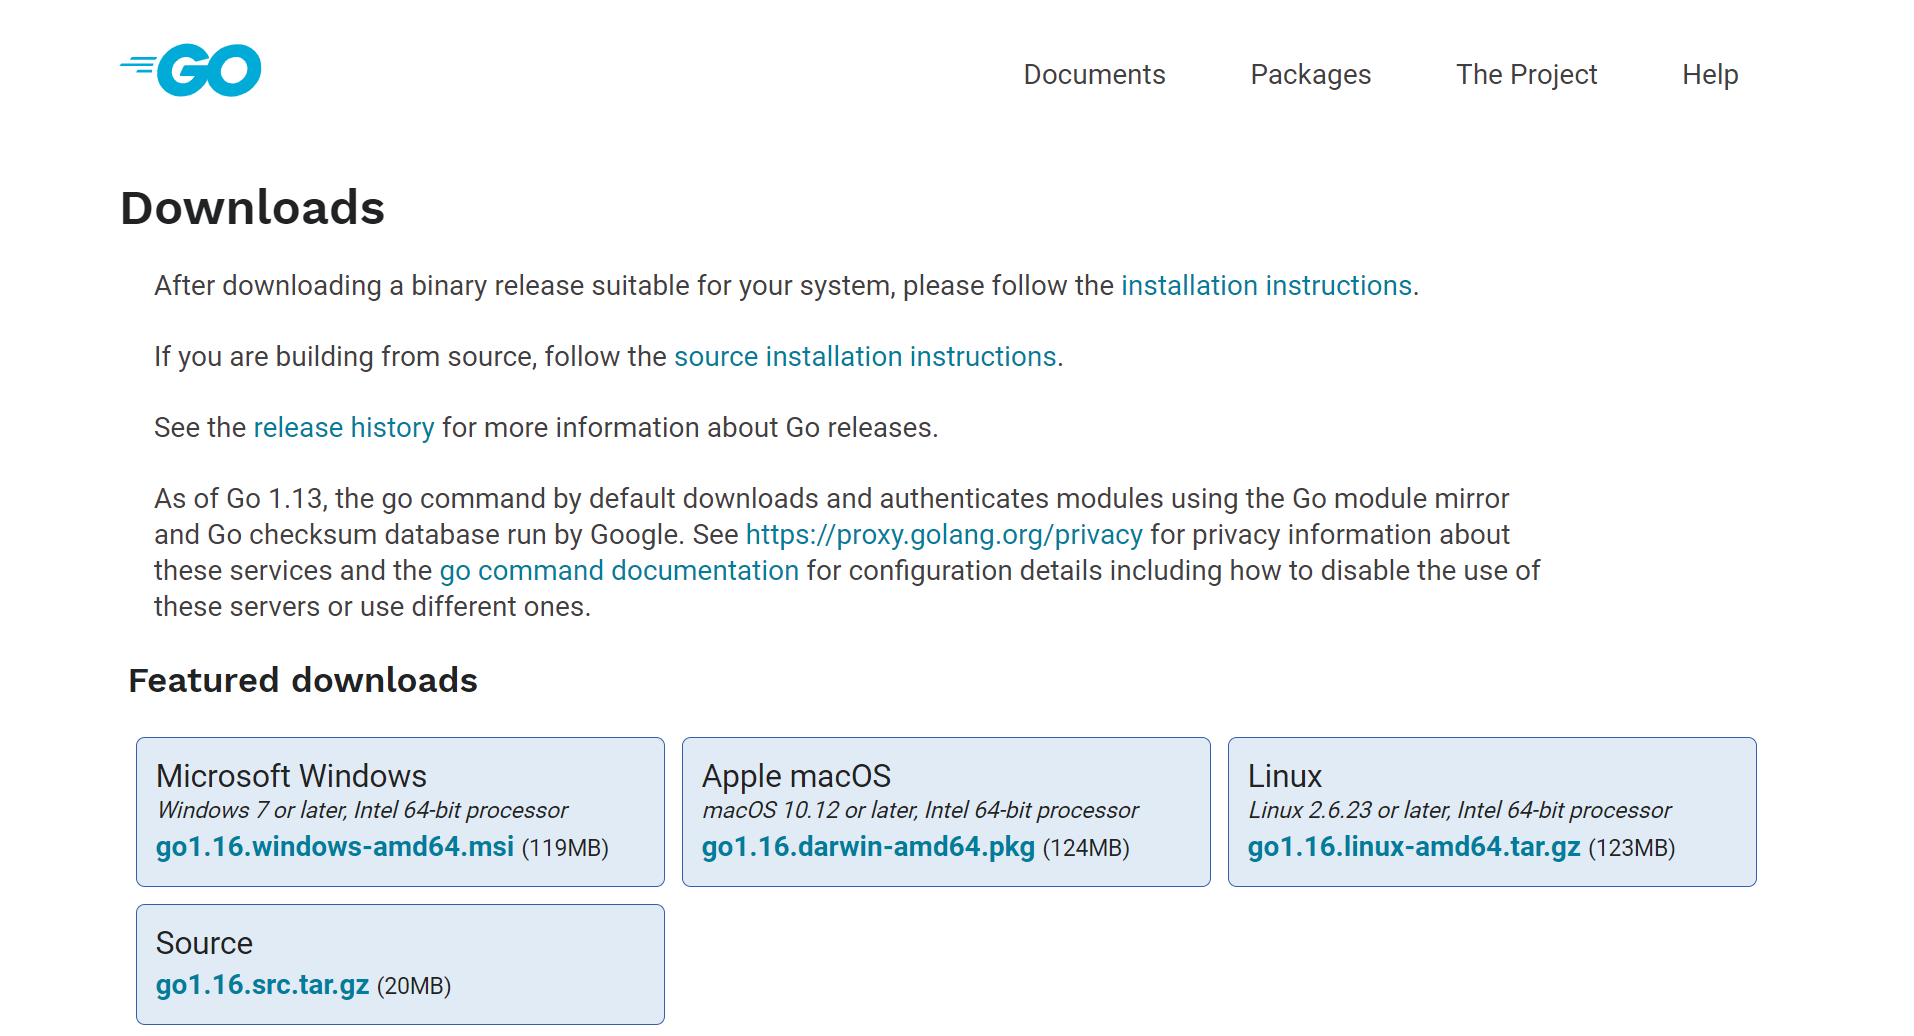 GO
Documents Packages The Project Help
Downloads
After downloading a binary release suitable for your system, please follow the installation instructions.
If you are building from source, follow the source installation instructions.
See the release history for more information about Go releases.
As of Go 1.13, the go command by default downloads and authenticates modules using the Go module mirror
and Go checksum database run by Google. See https://proxy.golang.org/privacy for privacy information about
these services and the go command documentation for configuration details including how to disable the use of
these servers or use different ones.
Featured downloads
Microsoft Windows
Windows 7 or later, Intel 64-bit processor
go1.16.windows-amd64.msi (119MB)
Apple macOS
macOS 10.12 or later, Intel 64-bit processor
go1.16.darwin-amd64.pkg (124MB)
Linux
Linux 2.6.23 or later, Intel 64-bit processor
go1.16.linux-amd64.tar.gz (123MB)
Source
go1.16.src.tar.gz (20MB)